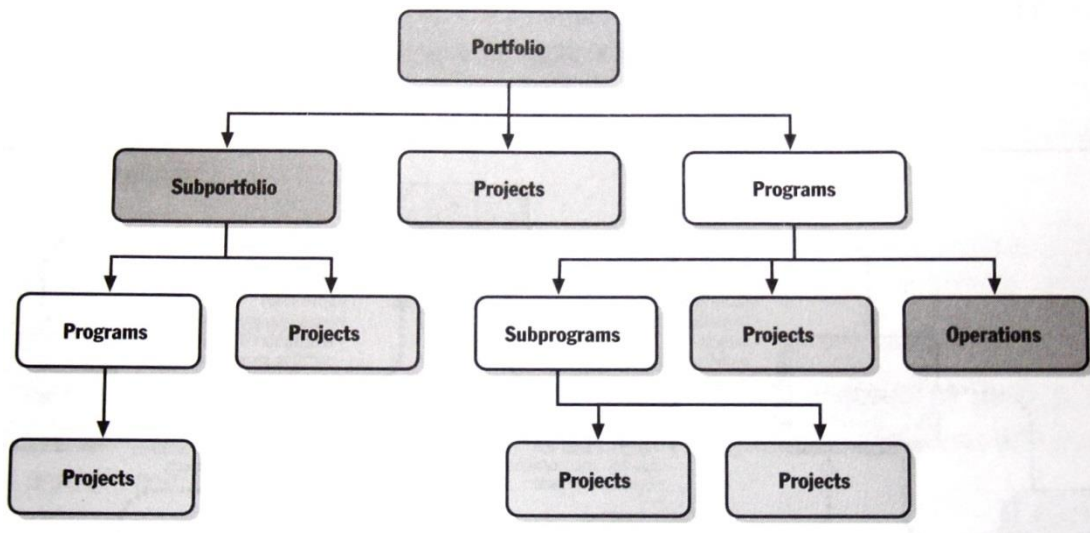 Portfolio
Subportfolio
Projects
Programs
Programs
Projects
Subprograms
Projects
Operations
Projects
Projects
Projects